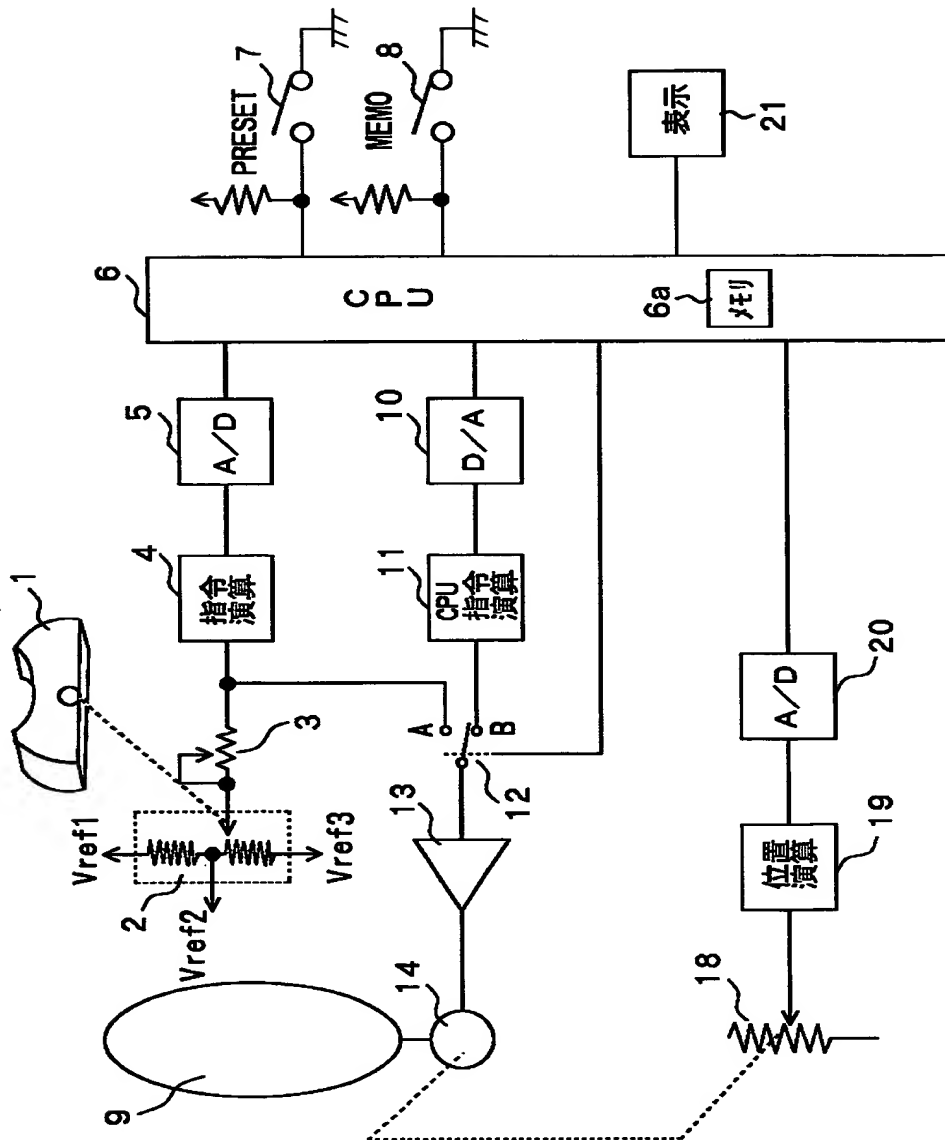 1
Vref1
Vref2
Vref3
2
3
4
指令
演算
5
A/D
6
CPU
6a
メモリ
PRESET
7
MEMO
8
9
10
D/A
11
CPU
指令
演算
A
B
12
13
14
18
19
位置
演算
20
A/D
21
表示